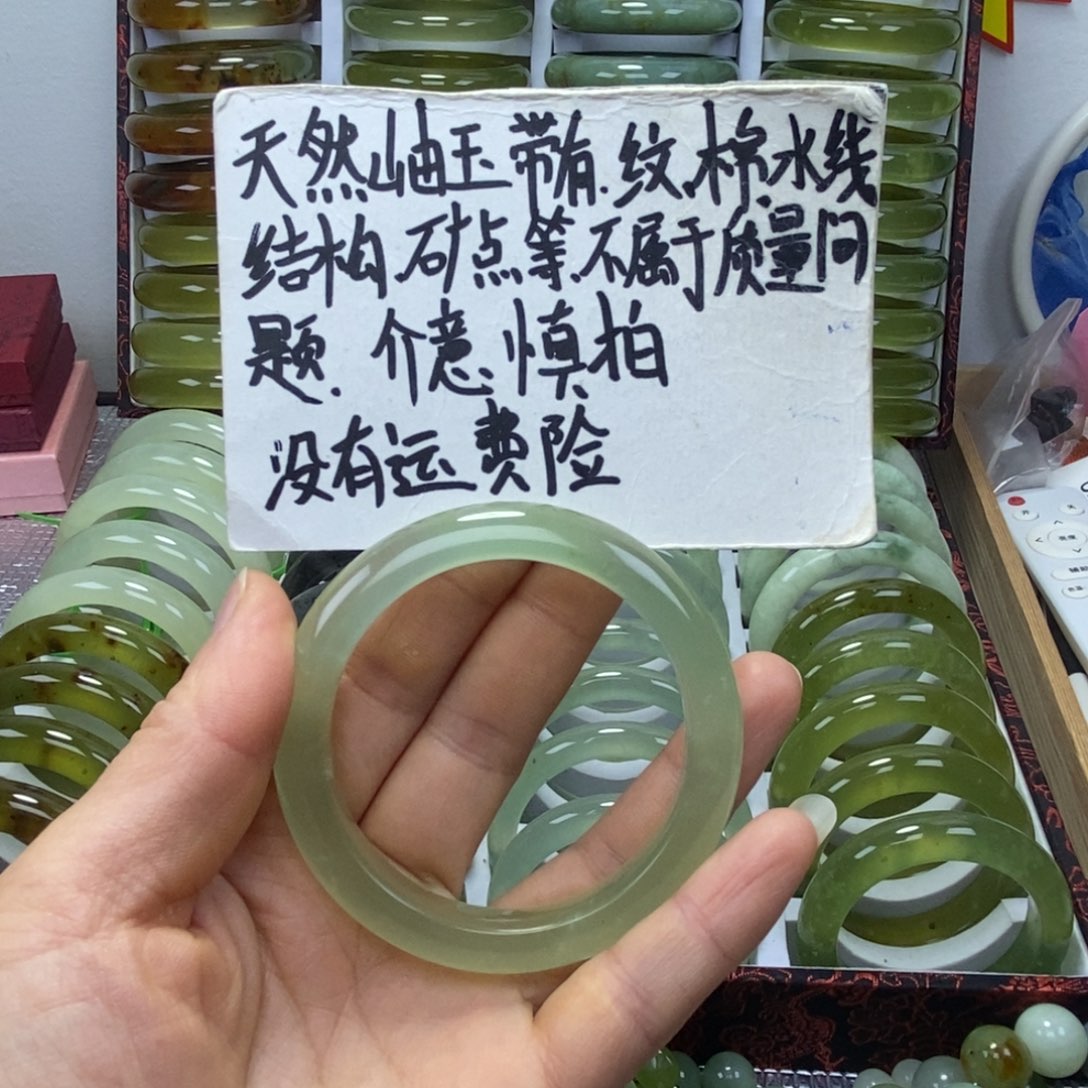 天然岫玉带有.纹.棉.水线
结构.矿点等.不属于质量问
题.介意.慎拍
没有运费险